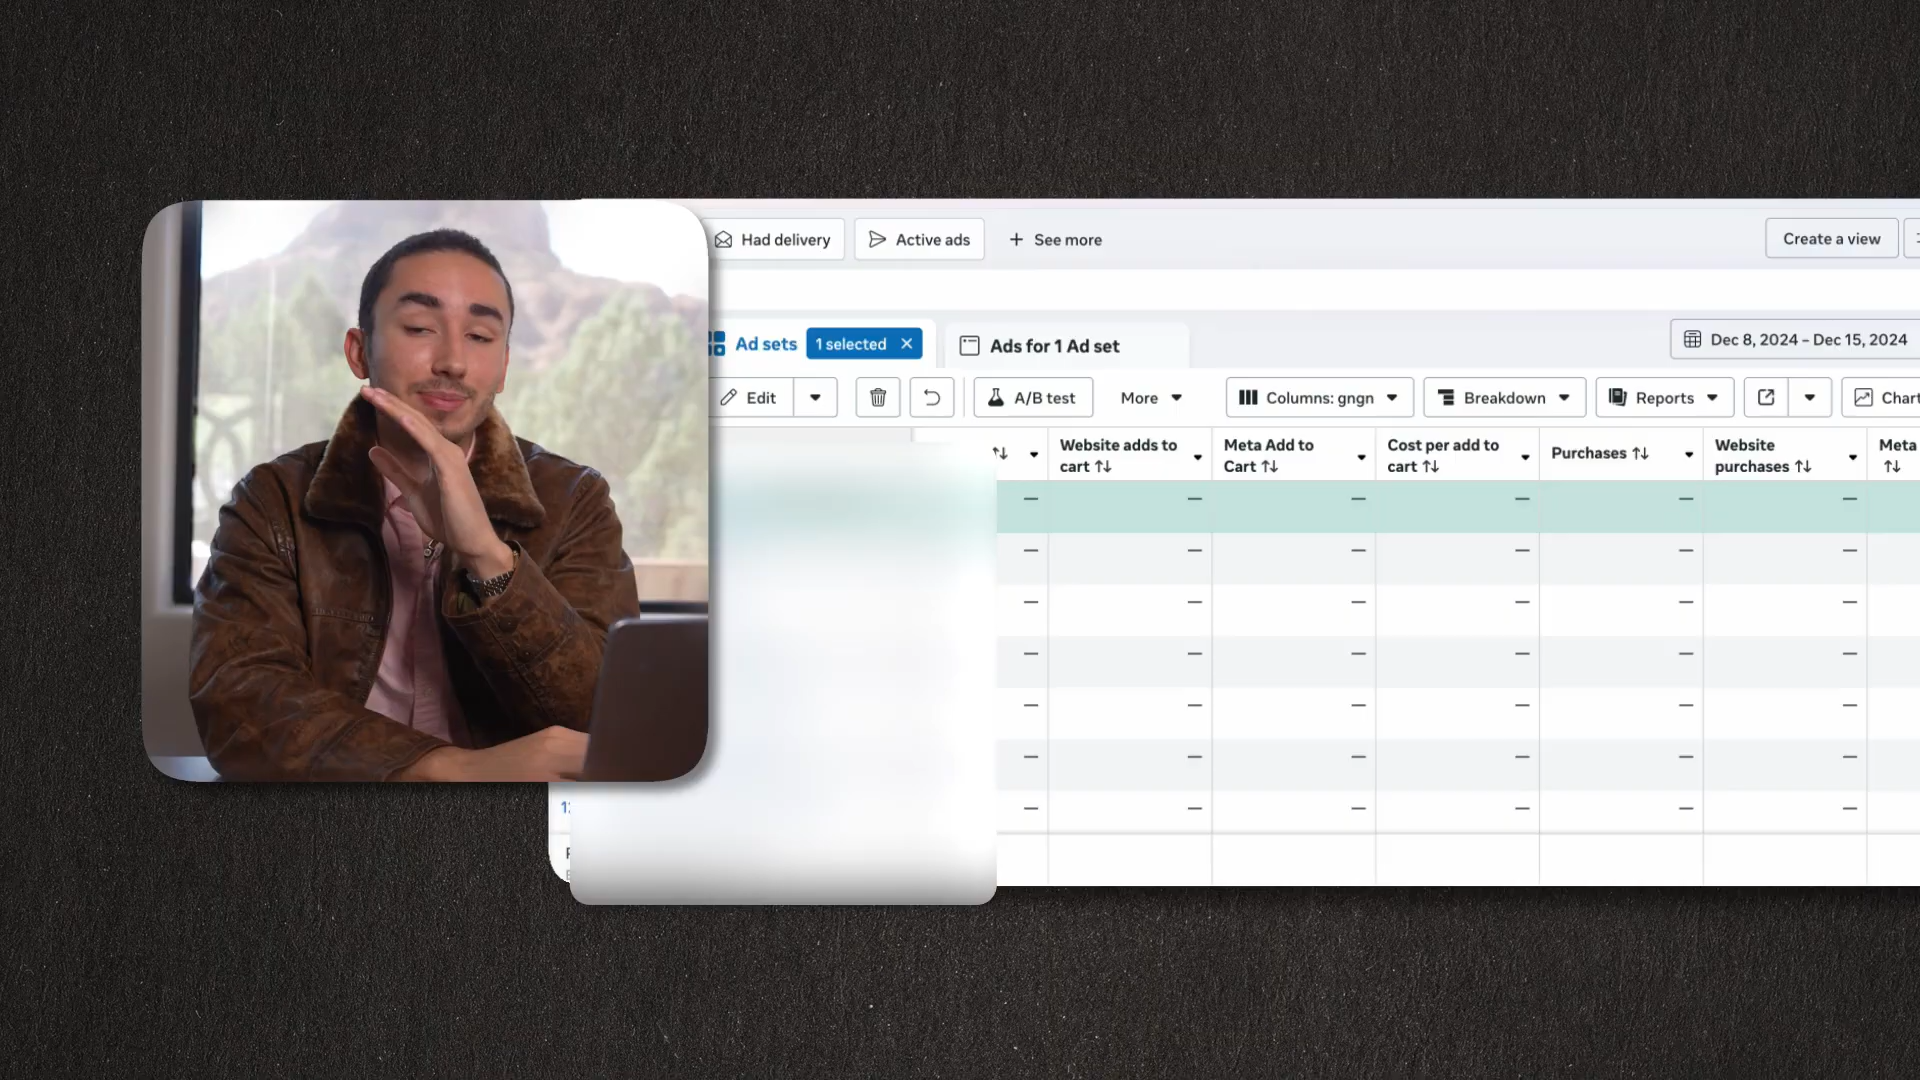 Had delivery
Active ads
+ See more
Create a view
Ad sets
1 selected ×
Ads for 1 Ad set
Dec 8, 2024 – Dec 15, 2024
Edit
A/B test
More
Columns: gngn
Breakdown
Reports
Chart
Website adds to
cart ↑↓
Meta Add to
Cart ↑↓
Cost per add to
cart ↑↓
Purchases ↑↓
Website
purchases ↑↓
Meta
↑↓
— — — — — —
— — — — — —
— — — — — —
— — — — — —
— — — — — —
— — — — — —
— — — — — —